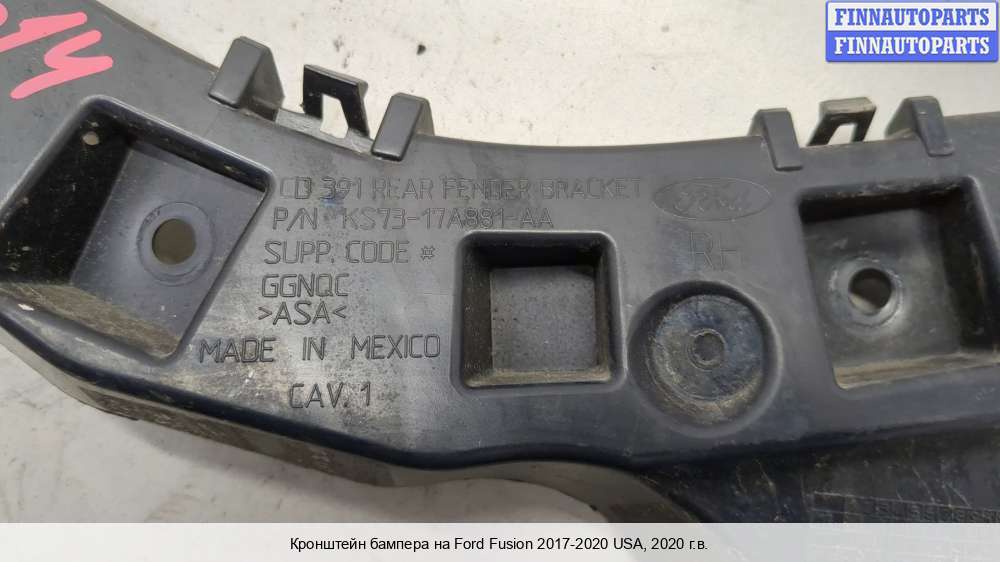 FINNAUTOPARTS
FINNAUTOPARTS
CD 391 REAR FENDER BRACKET
P/N KS73-17A881-AA
Ford
SUPP. CODE #
RH
GGNQC
>ASA<
MADE IN MEXICO
CAV. 1
Кронштейн бампера на Ford Fusion 2017-2020 USA, 2020 г.в.